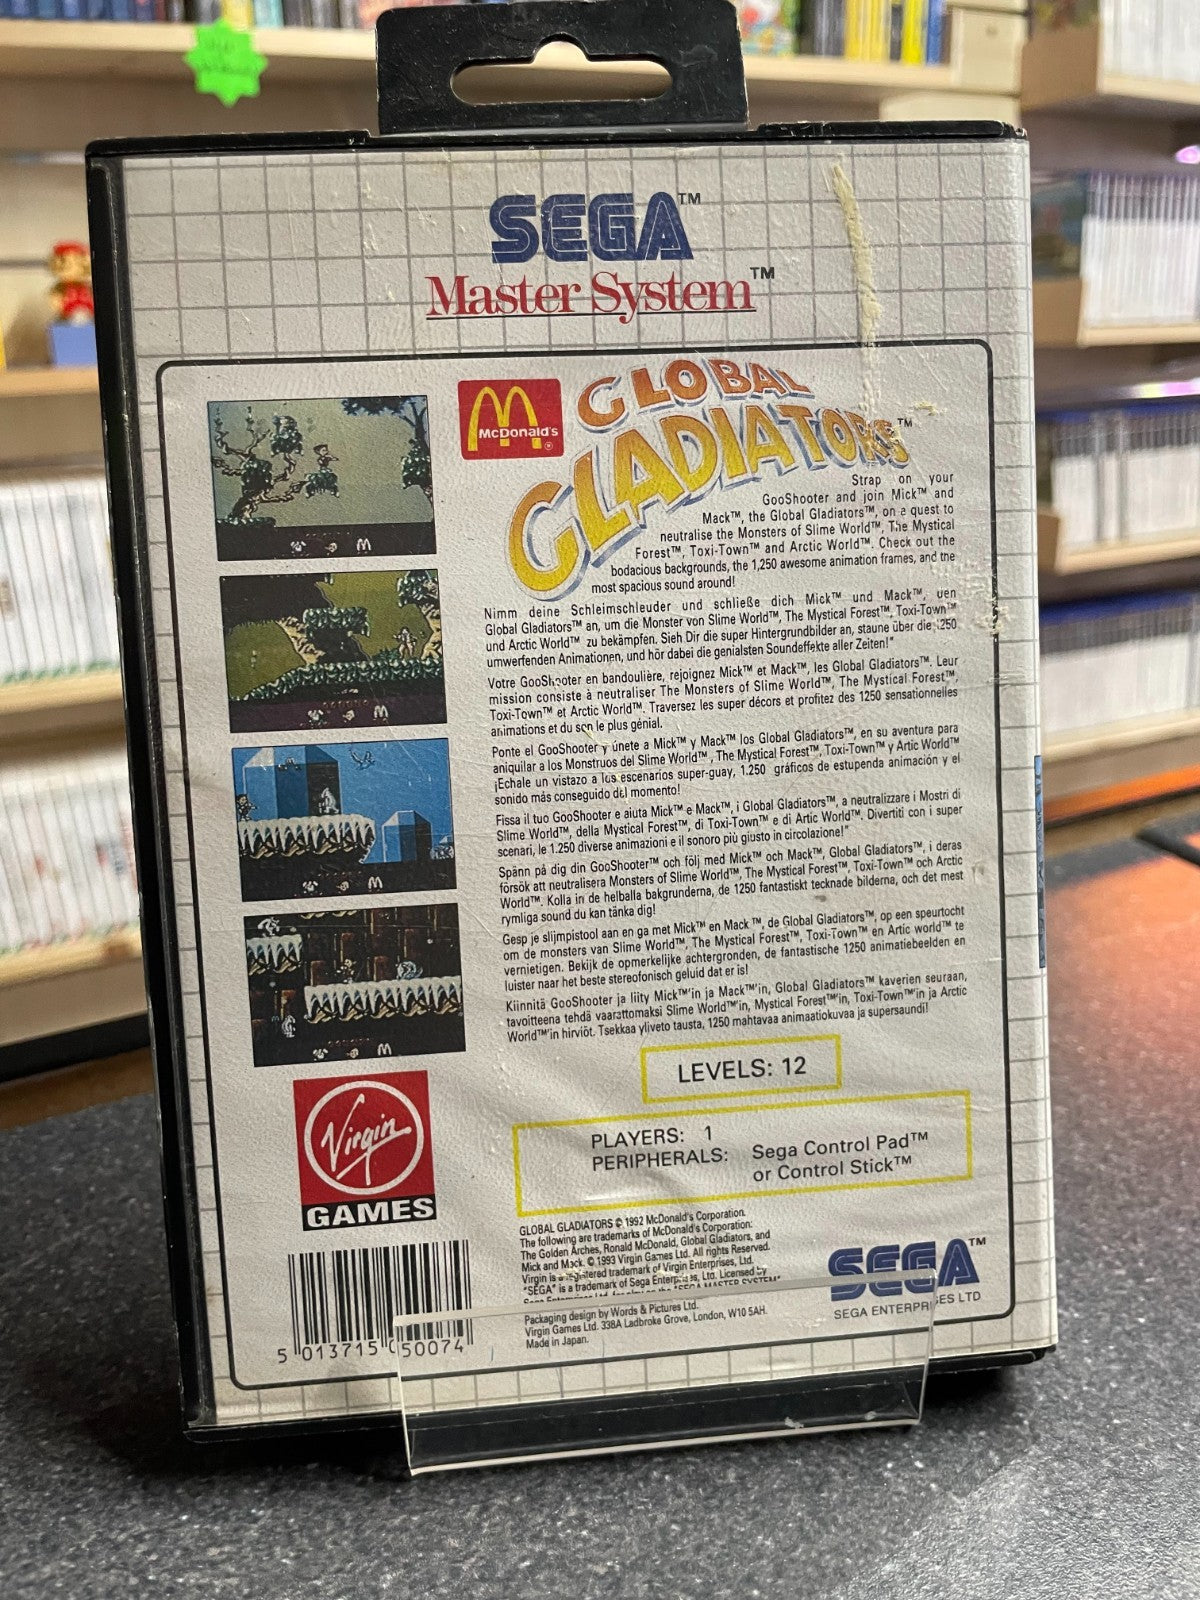 SEGA™
Master System™
McDonald's®
GLOBAL
GLADIATORS™
Strap on your
GooShooter and join Mick™ and
Mack™, the Global Gladiators™, on a quest to
neutralise the Monsters of Slime World™, The Mystical
Forest™, Toxi-Town™ and Arctic World™. Check out the
bodacious backgrounds, the 1,250 awesome animation frames, and the
most spacious sound around!
Nimm deine Schleimschleuder und schließe dich Mick™ und Mack™, uen
Global Gladiators™ an, um die Monster von Slime World™, The Mystical Forest™, Toxi-Town™
und Arctic World™ zu bekämpfen. Sieh Dir die super Hintergrundbilder an, staune über die 1250
umwerfenden Animationen, und hör dabei die genialsten Soundeffekte aller Zeiten!"
Votre GooShooter en bandoulière, rejoignez Mick™ et Mack™, les Global Gladiators™. Leur
mission consiste à neutraliser The Monsters of Slime World™, The Mystical Forest™,
Toxi-Town™ et Arctic World™. Traversez les super décors et profitez des 1250 sensationnelles
animations et du son le plus génial.
Ponte el GooShooter y únete a Mick™ y Mack™ los Global Gladiators™, en su aventura para
aniquilar a los Monstruos del Slime World™, The Mystical Forest™, Toxi-Town™ y Artic World™
¡Echale un vistazo a los escenarios super-guay, 1.250 gráficos de estupenda animación y el
sonido más conseguido del momento!
Fissa il tuo GooShooter e aiuta Mick™ e Mack™, i Global Gladiators™, a neutralizzare i Mostri di
Slime World™, della Mystical Forest™, di Toxi-Town™ e di Artic World™. Divertiti con i super
scenari, le 1.250 diverse animazioni e il sonoro più giusto in circolazione!"
Spänn på dig din GooShooter™ och följ med Mick™ och Mack™, Global Gladiators™, i deras
försök att neutralisera Monsters of Slime World™, The Mystical Forest™, Toxi-Town™ och Arctic
World™. Kolla in de helballa bakgrunderna, de 1250 fantastiskt tecknade bilderna, och det mest
rymliga sound du kan tänka dig!
Gesp je slijmpistool aan en ga met Mick™ en Mack™, de Global Gladiators™, op een speurtocht
om de monsters van Slime World™, The Mystical Forest™, Toxi-Town™ en Artic world™ te
vernietigen. Bekijk de opmerkelijke achtergronden, de fantastische 1250 animatiebeelden en
luister naar het beste stereofonisch geluid dat er is!
Kiinnitä GooShooter ja liity Mick™'in ja Mack™'in, Global Gladiators™ kaverien seuraan,
tavoitteena tehdä vaarattomaksi Slime World™'in, Mystical Forest™'in, Toxi-Town™'in ja Arctic
World™'in hirviöt. Tsekkaa yliveto tausta, 1250 mahtavaa animaatiokuvaa ja supersaundi!
LEVELS: 12
PLAYERS: 1
PERIPHERALS: Sega Control Pad™
or Control Stick™
Virgin
GAMES
GLOBAL GLADIATORS © 1992 McDonald's Corporation.
The following are trademarks of McDonald's Corporation:
The Golden Arches, Ronald McDonald, Global Gladiators, and
Mick and Mack. © 1993 Virgin Games Ltd. All rights Reserved.
Virgin is a registered trademark of Virgin Enterprises, Ltd.
"SEGA" is a trademark of Sega Enterprises, Ltd. Licensed by
Sega Enterprises Ltd. for play on the "SEGA MASTER SYSTEM"
Packaging design by Words & Pictures Ltd.
Virgin Games Ltd. 338A Ladbroke Grove, London, W10 5AH.
Made in Japan.
SEGA™
SEGA ENTERPRISES LTD
5 013715 050074